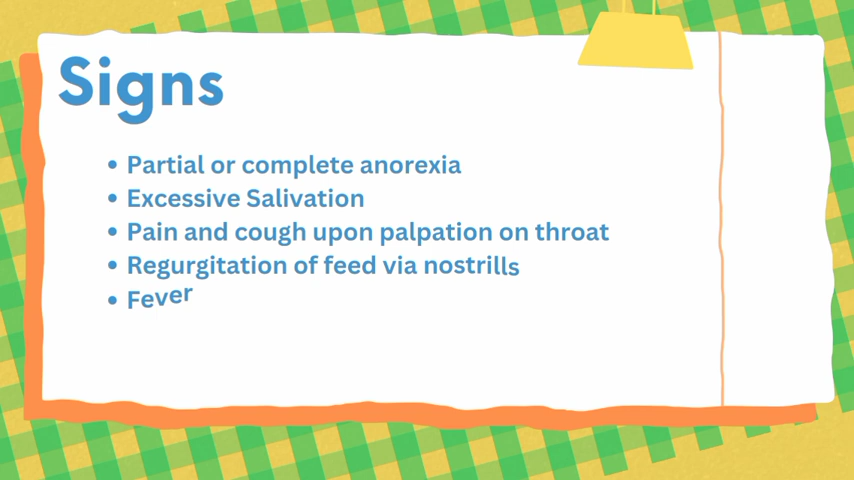 Signs
• Partial or complete anorexia
• Excessive Salivation
• Pain and cough upon palpation on throat
• Regurgitation of feed via nostrills
• Fever